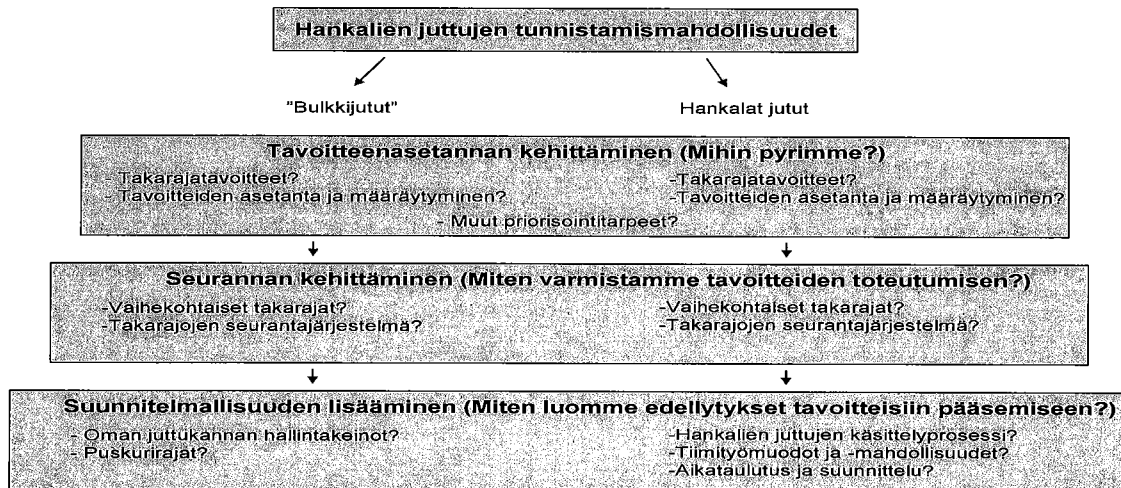 Hankalien juttujen tunnistamismahdollisuudet
"Bulkkijutut"
Hankalat jutut
Tavoitteenasetannan kehittäminen (Mihin pyrimme?)
- Takarajatavoitteet?
- Tavoitteiden asetanta ja määräytyminen?
-Takarajatavoitteet?
-Tavoitteiden asetanta ja määräytyminen?
- Muut priorisointitarpeet?
Seurannan kehittäminen (Miten varmistamme tavoitteiden toteutumisen?)
-Vaihekohtaiset takarajat?
-Takarajojen seurantajärjestelmä?
-Vaihekohtaiset takarajat?
-Takarajojen seurantajärjestelmä?
Suunnitelmallisuuden lisääminen (Miten luomme edellytykset tavoitteisiin pääsemiseen?)
- Oman juttukannan hallintakeinot?
- Puskurirajat?
-Hankalien juttujen käsittelyprosessi?
-Tiimityömuodot ja -mahdollisuudet?
-Aikataulutus ja suunnittelu?